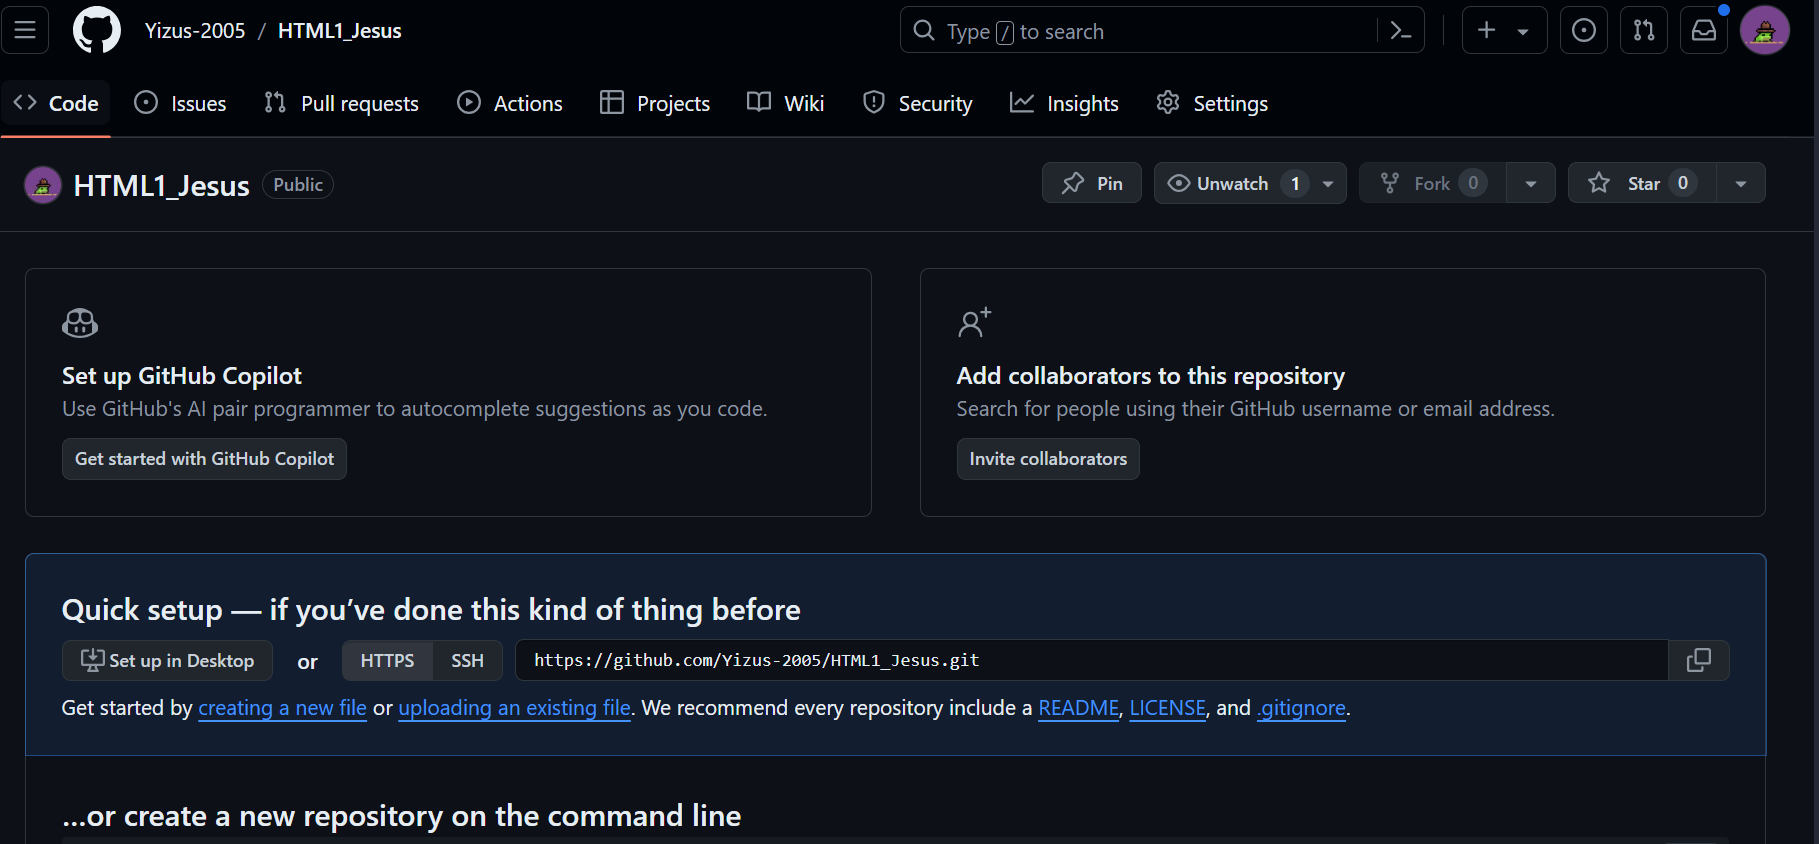 Yizus-2005 / HTML1_Jesus
Type / to search
Code
Issues
Pull requests
Actions
Projects
Wiki
Security
Insights
Settings
HTML1_Jesus Public
Pin
Unwatch 1
Fork 0
Star 0
Set up GitHub Copilot
Use GitHub's AI pair programmer to autocomplete suggestions as you code.
Get started with GitHub Copilot
Add collaborators to this repository
Search for people using their GitHub username or email address.
Invite collaborators
Quick setup — if you’ve done this kind of thing before
Set up in Desktop or HTTPS SSH https://github.com/Yizus-2005/HTML1_Jesus.git
Get started by creating a new file or uploading an existing file. We recommend every repository include a README, LICENSE, and .gitignore.
…or create a new repository on the command line